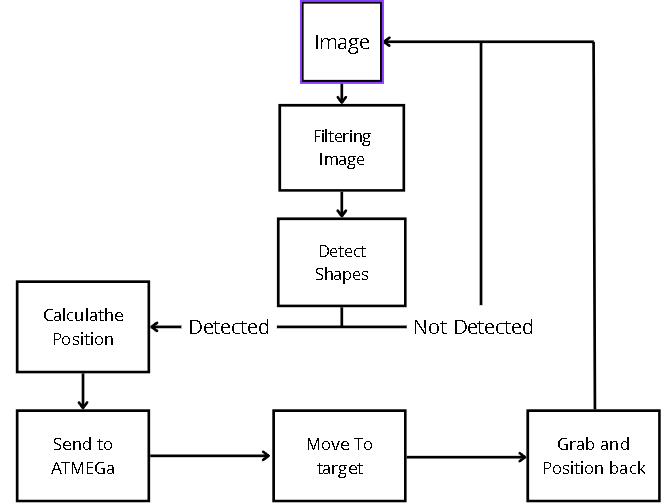 Image
Filtering
Image
Detect
Shapes
Detected
Not Detected
Calculathe
Position
Send to
ATMEGa
Move To
target
Grab and
Position back